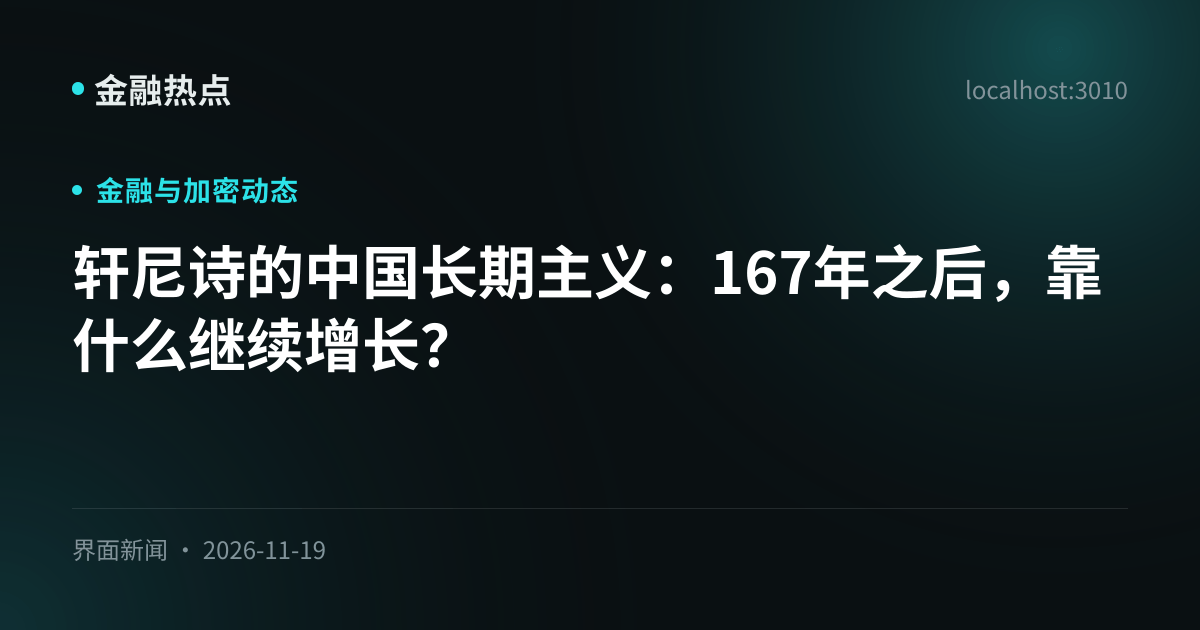 金融热点
localhost:3010
金融与加密动态
轩尼诗的中国长期主义：167年之后，靠
什么继续增长？
界面新闻 · 2026-11-19